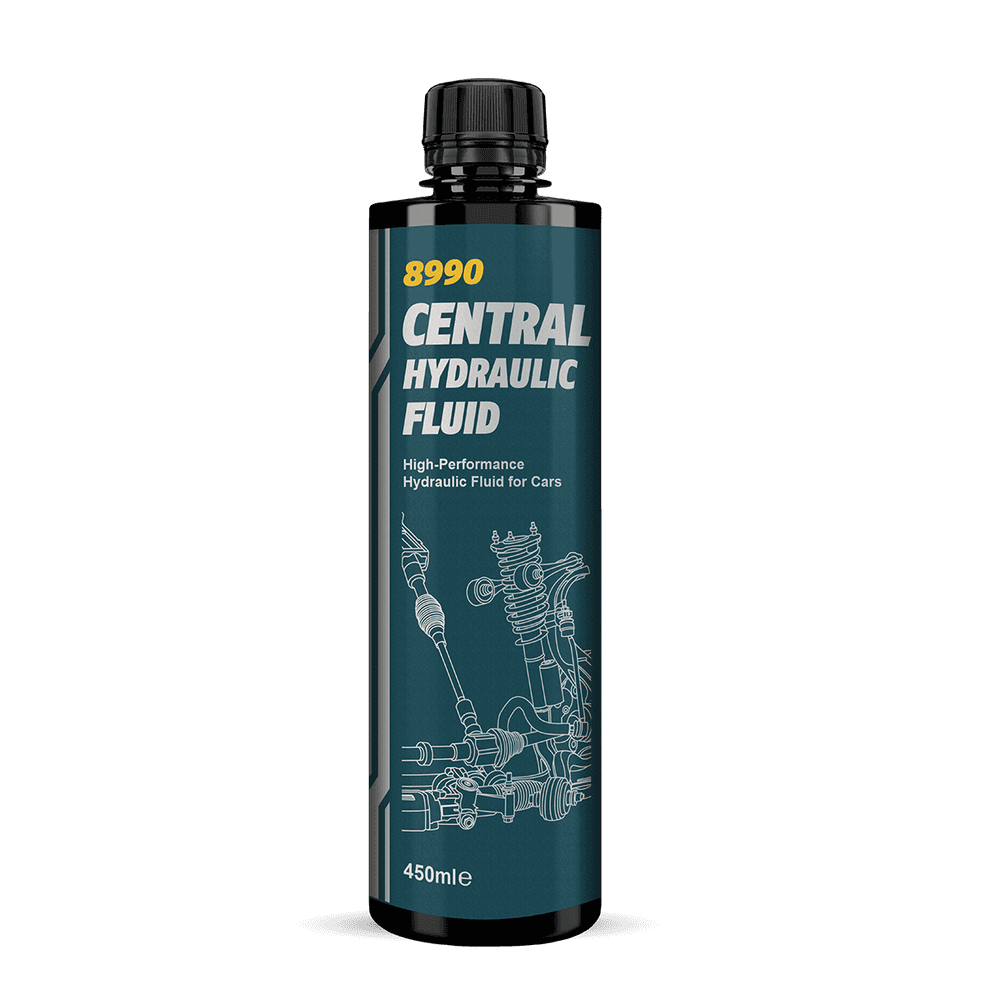 8990
CENTRAL
HYDRAULIC
FLUID
High-Performance
Hydraulic Fluid for Cars
450ml℮